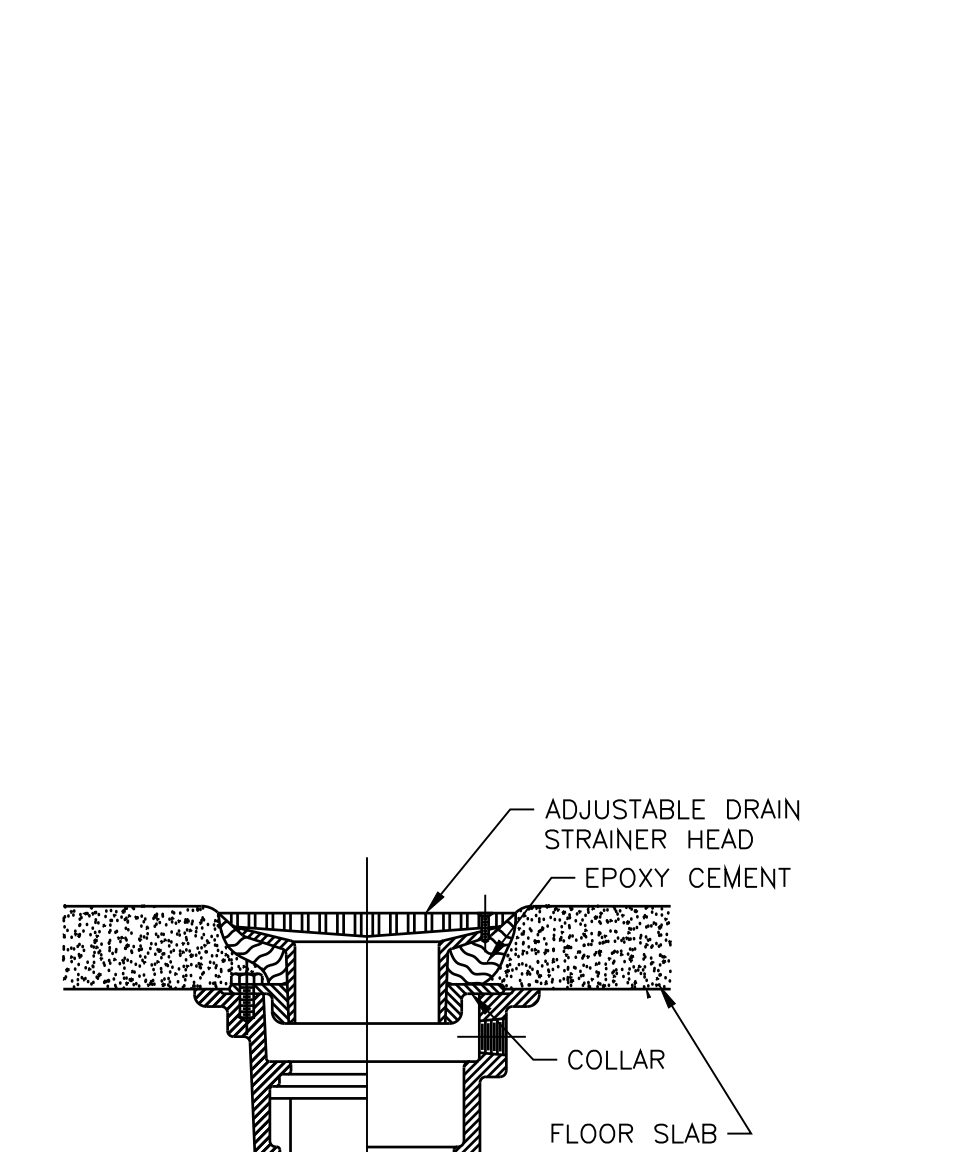 ADJUSTABLE DRAIN
STRAINER HEAD
EPOXY CEMENT
COLLAR
FLOOR SLAB